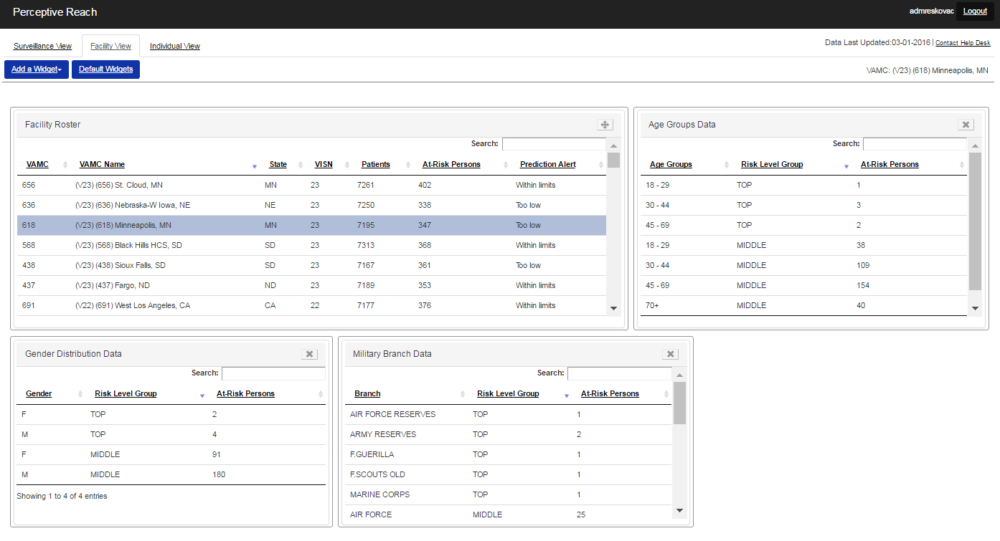 Perceptive Reach
admreskovac Logout
Surveillance View Facility View Individual View
Data Last Updated:03-01-2016 | Contact Help Desk
Add a Widget Default Widgets
VAMC: (V23) (618) Minneapolis, MN
Facility Roster
Search:
VAMC VAMC Name State VISN Patients At-Risk Persons Prediction Alert
656 (V23) (656) St. Cloud, MN MN 23 7261 402 Within limits
636 (V23) (636) Nebraska-W Iowa, NE NE 23 7250 338 Too low
618 (V23) (618) Minneapolis, MN MN 23 7195 347 Too low
568 (V23) (568) Black Hills HCS, SD SD 23 7313 368 Within limits
438 (V23) (438) Sioux Falls, SD SD 23 7167 361 Too low
437 (V23) (437) Fargo, ND ND 23 7189 353 Within limits
691 (V22) (691) West Los Angeles, CA CA 22 7177 376 Within limits
Age Groups Data
Search:
Age Groups Risk Level Group At-Risk Persons
18 - 29 TOP 1
30 - 44 TOP 3
45 - 69 TOP 2
18 - 29 MIDDLE 38
30 - 44 MIDDLE 109
45 - 69 MIDDLE 154
70+ MIDDLE 40
Gender Distribution Data
Search:
Gender Risk Level Group At-Risk Persons
F TOP 2
M TOP 4
F MIDDLE 91
M MIDDLE 180
Showing 1 to 4 of 4 entries
Military Branch Data
Search:
Branch Risk Level Group At-Risk Persons
AIR FORCE RESERVES TOP 1
ARMY RESERVES TOP 2
F.GUERILLA TOP 1
F.SCOUTS OLD TOP 1
MARINE CORPS TOP 1
AIR FORCE MIDDLE 25